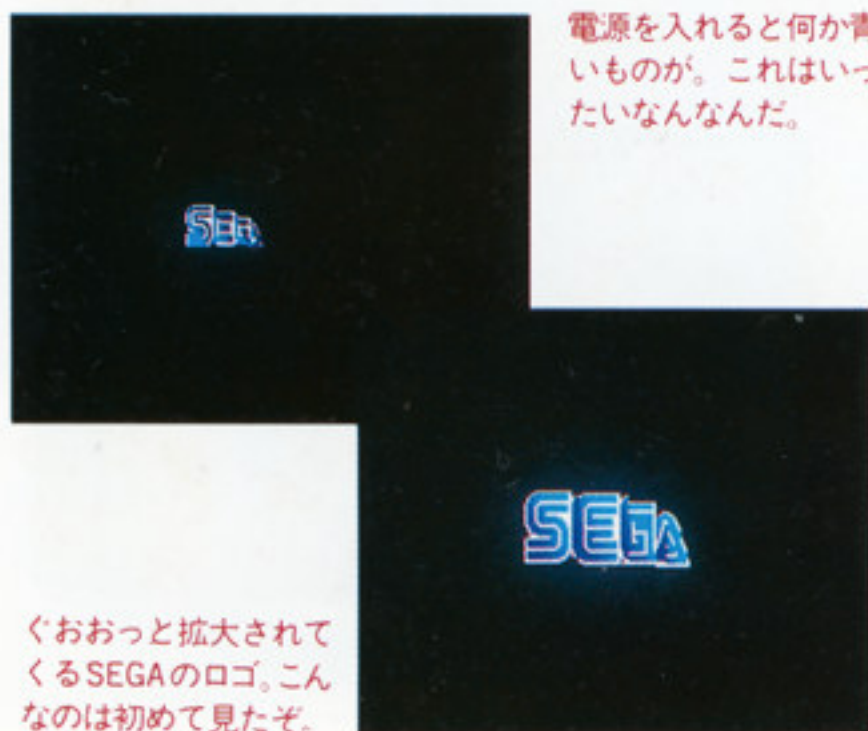 電源を入れると何か青
いものが。これはいっ
たいなんなんだ。
SEGA
SEGA
ぐおおっと拡大されて
くるSEGAのロゴ。こん
なのは初めて見たぞ。